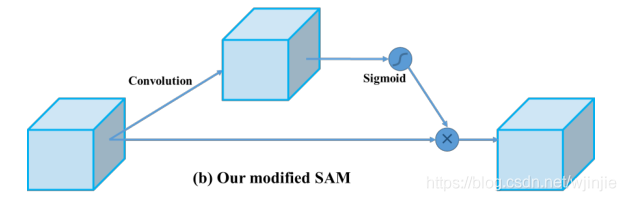 Convolution
Sigmoid
(b) Our modified SAM
https://blog.csdn.net/wjinjie